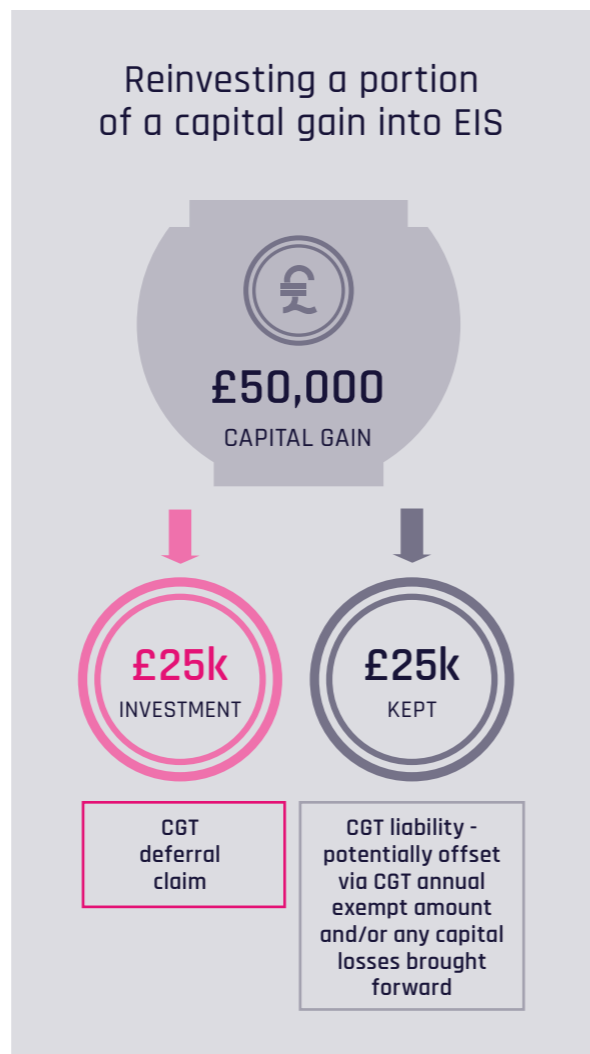 Reinvesting a portion
of a capital gain into EIS
£
£50,000
CAPITAL GAIN
£25k
INVESTMENT
£25k
KEPT
CGT
deferral
claim
CGT liability -
potentially offset
via CGT annual
exempt amount
and/or any capital
losses brought
forward